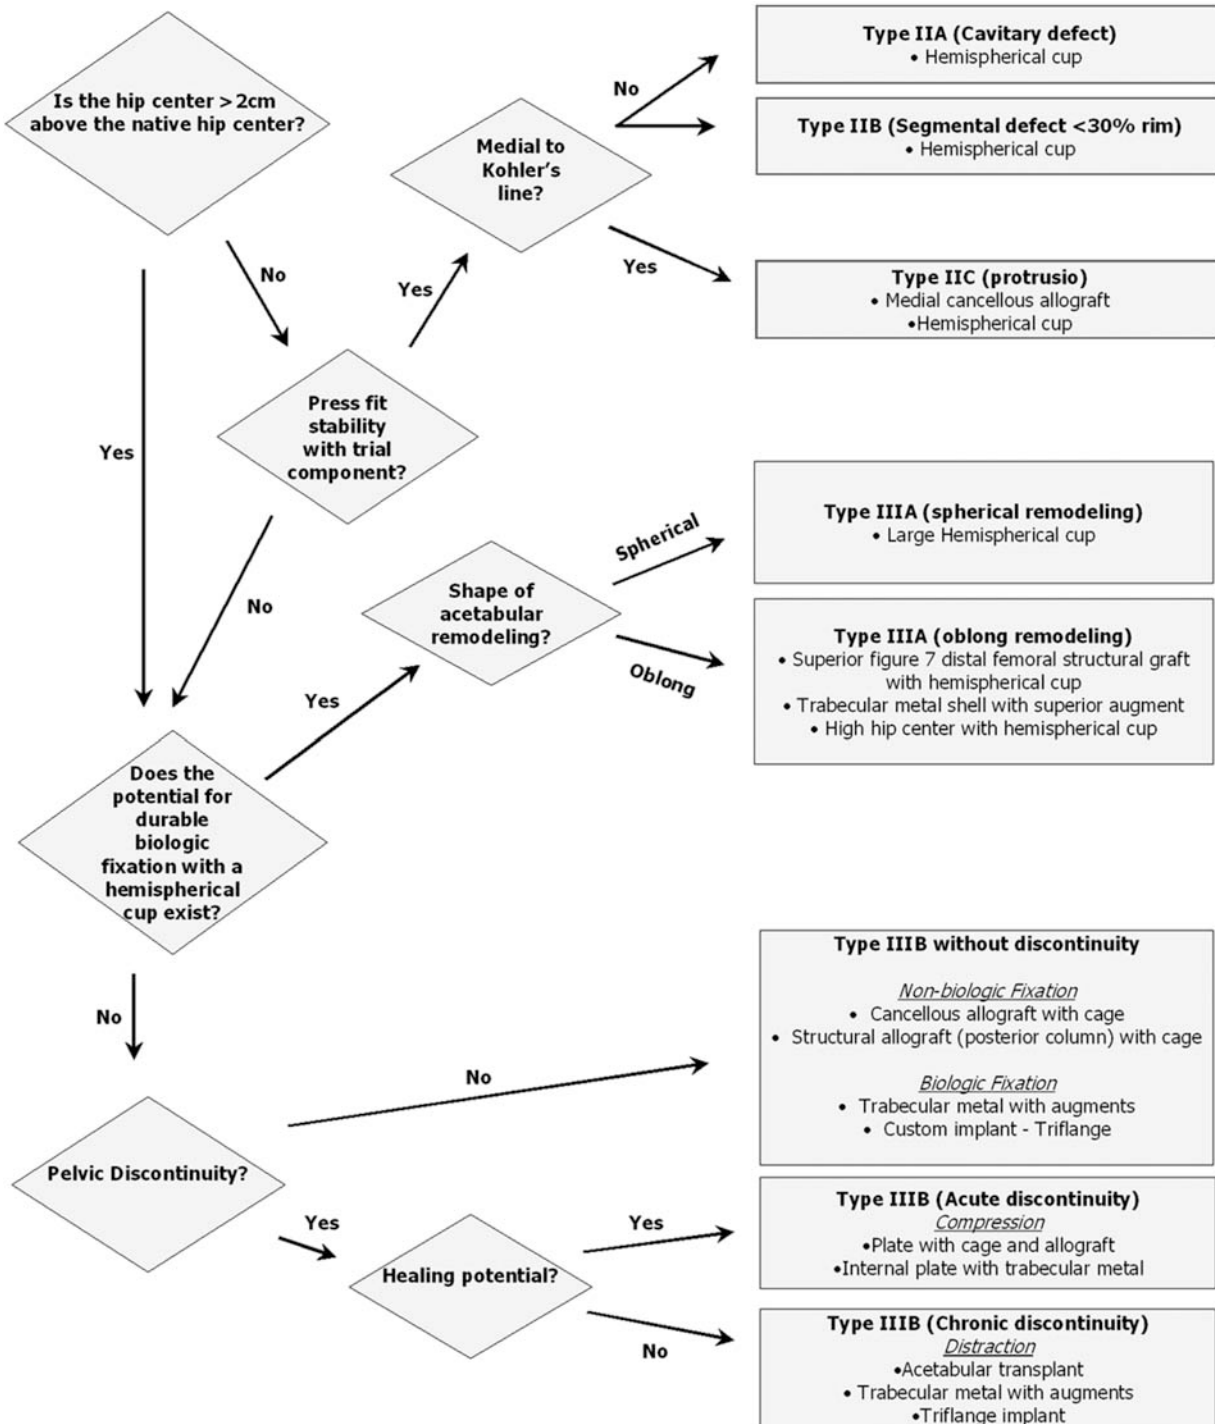 Is the hip center >2cm
above the native hip center?
No
Yes
Press fit
stability
with trial
component?
Yes
No
Medial to
Kohler's
line?
No
Yes
Type IIA (Cavitary defect)
• Hemispherical cup
Type IIB (Segmental defect <30% rim)
• Hemispherical cup
Type IIC (protrusio)
• Medial cancellous allograft
•Hemispherical cup
Does the
potential for
durable
biologic
fixation with a
hemispherical
cup exist?
Yes
No
Shape of
acetabular
remodeling?
Spherical
Oblong
Type IIIA (spherical remodeling)
• Large Hemispherical cup
Type IIIA (oblong remodeling)
• Superior figure 7 distal femoral structural graft
with hemispherical cup
• Trabecular metal shell with superior augment
• High hip center with hemispherical cup
Pelvic Discontinuity?
No
Yes
Type IIIB without discontinuity
Non-biologic Fixation
• Cancellous allograft with cage
• Structural allograft (posterior column) with cage
Biologic Fixation
• Trabecular metal with augments
• Custom implant - Triflange
Healing potential?
Yes
No
Type IIIB (Acute discontinuity)
Compression
•Plate with cage and allograft
•Internal plate with trabecular metal
Type IIIB (Chronic discontinuity)
Distraction
•Acetabular transplant
• Trabecular metal with augments
•Triflange implant